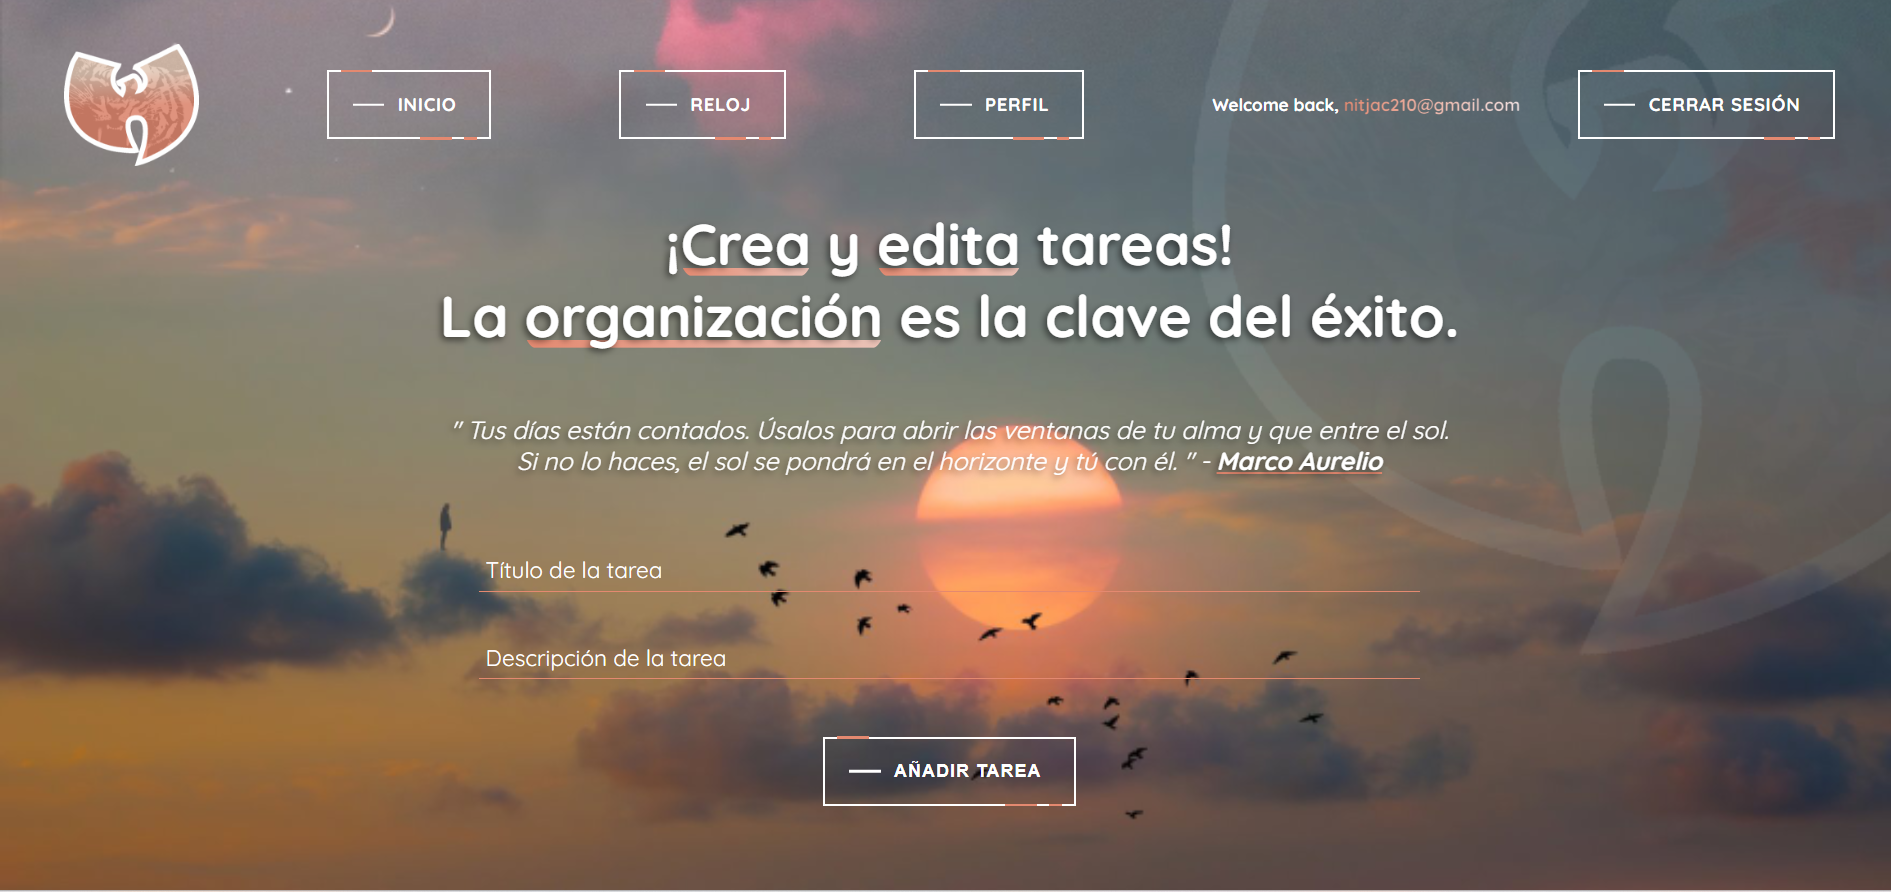 INICIO
RELOJ
PERFIL
Welcome back, nitjac210@gmail.com
CERRAR SESIÓN
¡Crea y edita tareas!
La organización es la clave del éxito.
" Tus días están contados. Úsalos para abrir las ventanas de tu alma y que entre el sol.
Si no lo haces, el sol se pondrá en el horizonte y tú con él. " - Marco Aurelio
Título de la tarea
Descripción de la tarea
AÑADIR TAREA